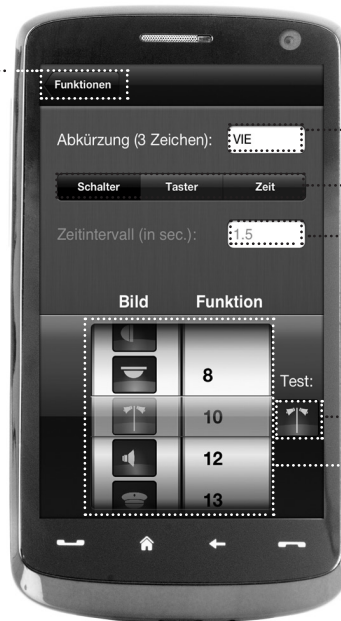 Funktionen
Abkürzung (3 Zeichen): VIE
Schalter Taster Zeit
Zeitintervall (in sec.): 1.5
Bild Funktion
8
Test:
10
12
13